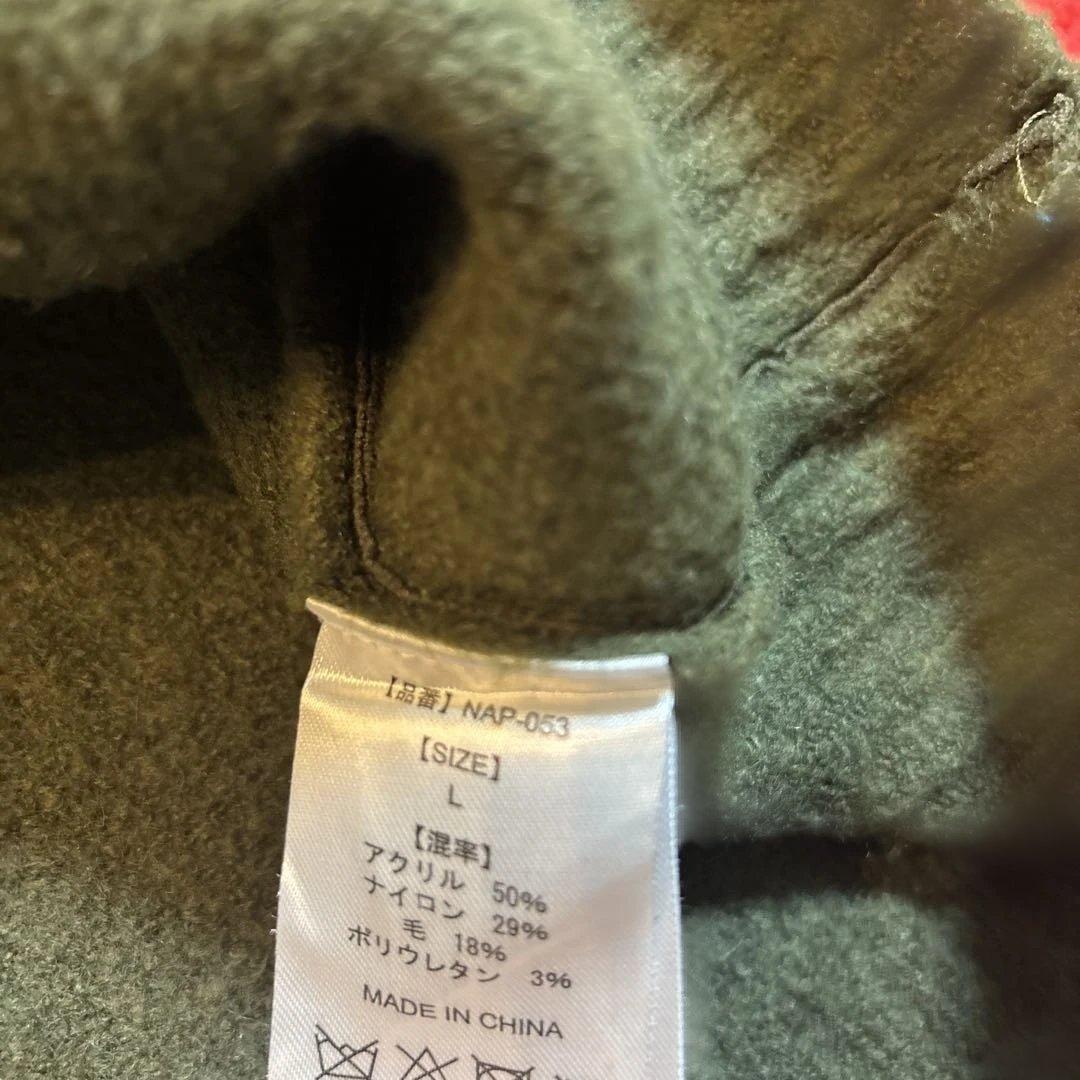 【品番】NAP-053
【SIZE】
L
【混率】
アクリル 50%
ナイロン 29%
毛 18%
ポリウレタン 3%
MADE IN CHINA